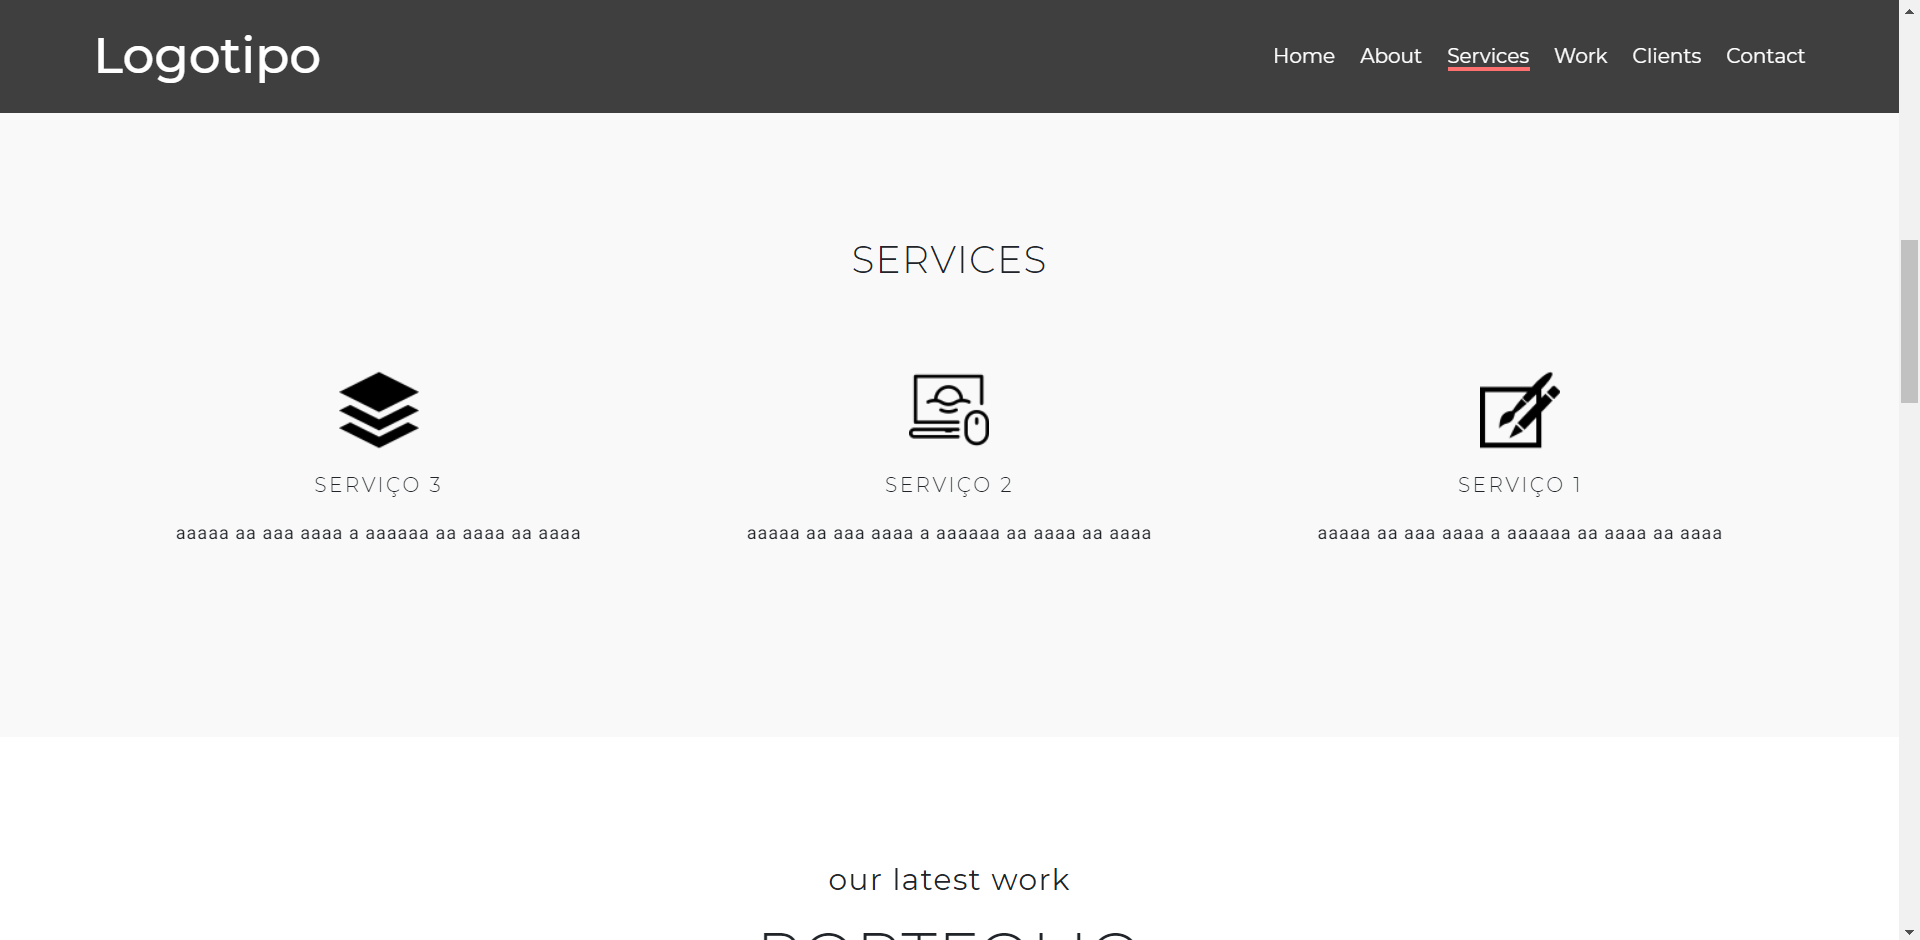 Logotipo
Home About Services Work Clients Contact
SERVICES
SERVIÇO 3
aaaaa aa aaa aaaa a aaaaaa aa aaaa aa aaaa
SERVIÇO 2
aaaaa aa aaa aaaa a aaaaaa aa aaaa aa aaaa
SERVIÇO 1
aaaaa aa aaa aaaa a aaaaaa aa aaaa aa aaaa
our latest work
PORTFOLIO